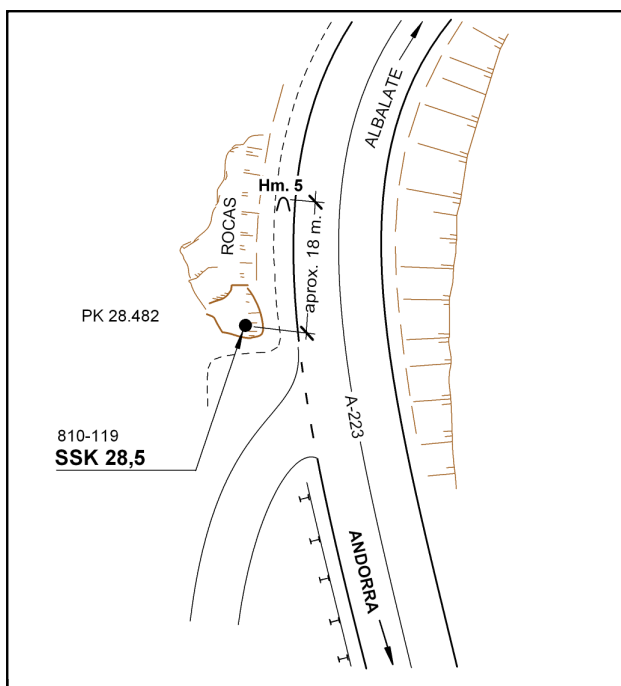 ALBALATE
Hm. 5
ROCAS
aprox. 18 m.
PK 28.482
A-223
810-119
SSK 28,5
ANDORRA